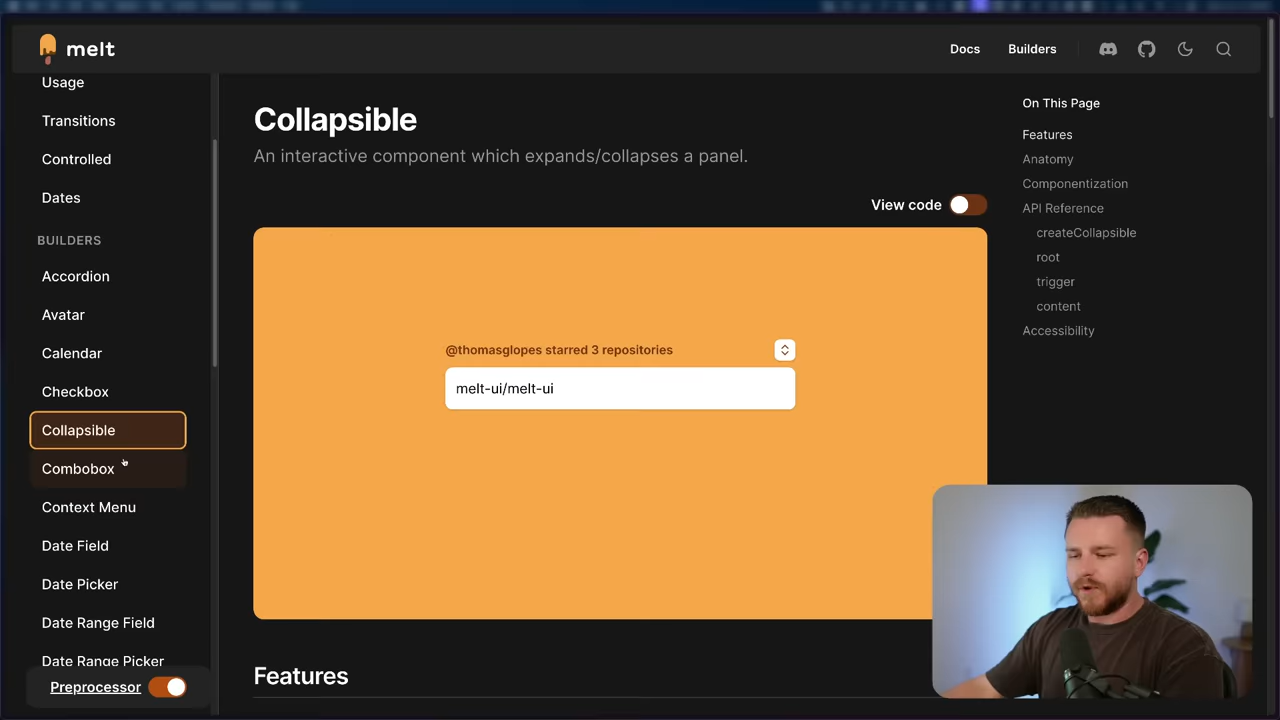 melt
Docs
Builders
Usage
Transitions
Controlled
Dates
BUILDERS
Accordion
Avatar
Calendar
Checkbox
Collapsible
Combobox
Context Menu
Date Field
Date Picker
Date Range Field
Date Range Picker
Preprocessor
Collapsible
An interactive component which expands/collapses a panel.
View code
@thomasglopes starred 3 repositories
melt-ui/melt-ui
Features
On This Page
Features
Anatomy
Componentization
API Reference
createCollapsible
root
trigger
content
Accessibility